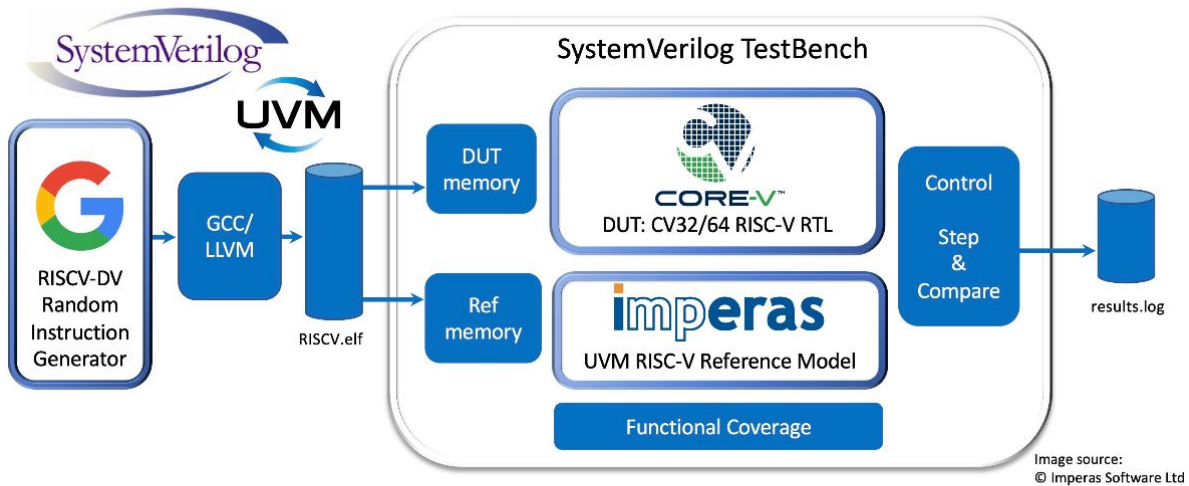 SystemVerilog
UVM
RISCV-DV
Random
Instruction
Generator
GCC/
LLVM
RISCV.elf
SystemVerilog TestBench
DUT
memory
CORE-V™
DUT: CV32/64 RISC-V RTL
Ref
memory
imperas
UVM RISC-V Reference Model
Functional Coverage
Control
Step
&
Compare
results.log
Image source:
© Imperas Software Ltd